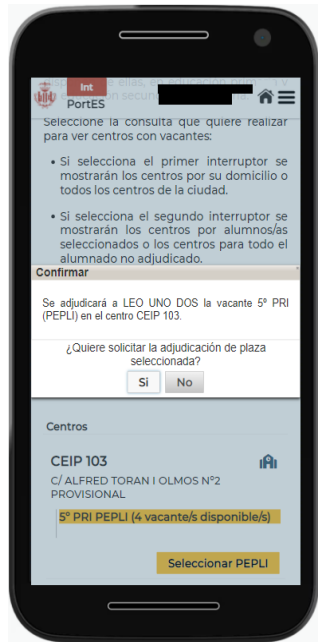 Int
PortES
Seleccione la consulta que quiere realizar
para ver centros con vacantes:
• Si selecciona el primer interruptor se
mostrarán los centros por su domicilio o
todos los centros de la ciudad.
• Si selecciona el segundo interruptor se
mostrarán los centros por alumnos/as
seleccionados o los centros para todo el
alumnado no adjudicado.
Confirmar
Se adjudicará a LEO UNO DOS la vacante 5º PRI
(PEPLI) en el centro CEIP 103.
¿Quiere solicitar la adjudicación de plaza
seleccionada?
Si No
Centros
CEIP 103
C/ ALFRED TORAN I OLMOS Nº2
PROVISIONAL
5º PRI PEPLI (4 vacante/s disponible/s)
Seleccionar PEPLI